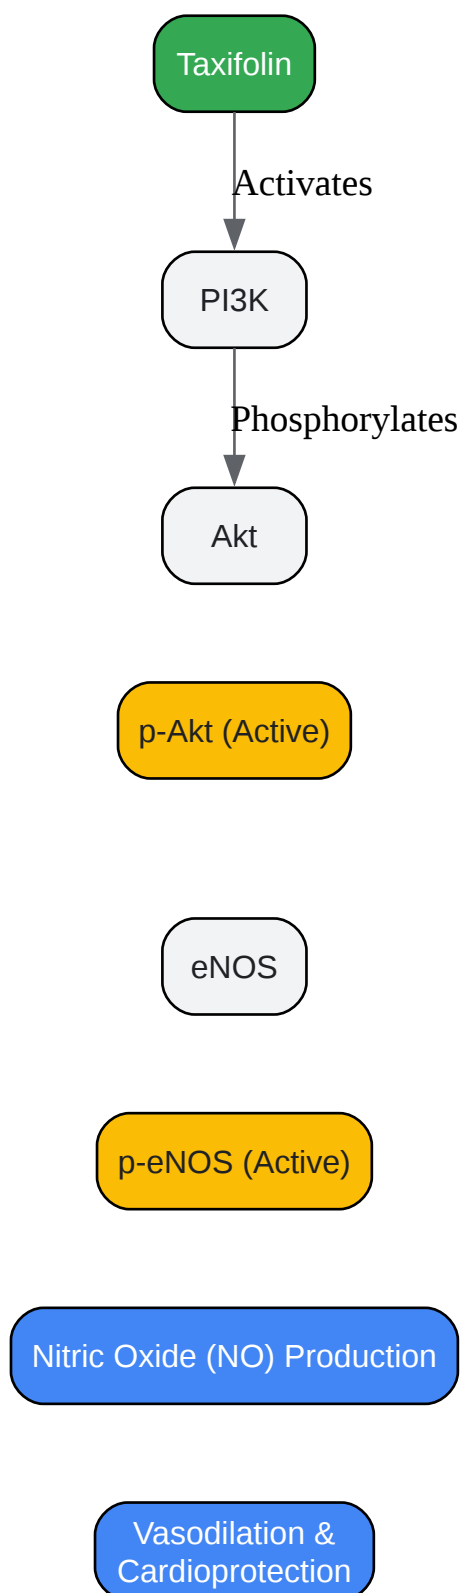 Taxifolin
Activates
PI3K
Phosphorylates
Akt
p-Akt (Active)
eNOS
p-eNOS (Active)
Nitric Oxide (NO) Production
Vasodilation &
Cardioprotection